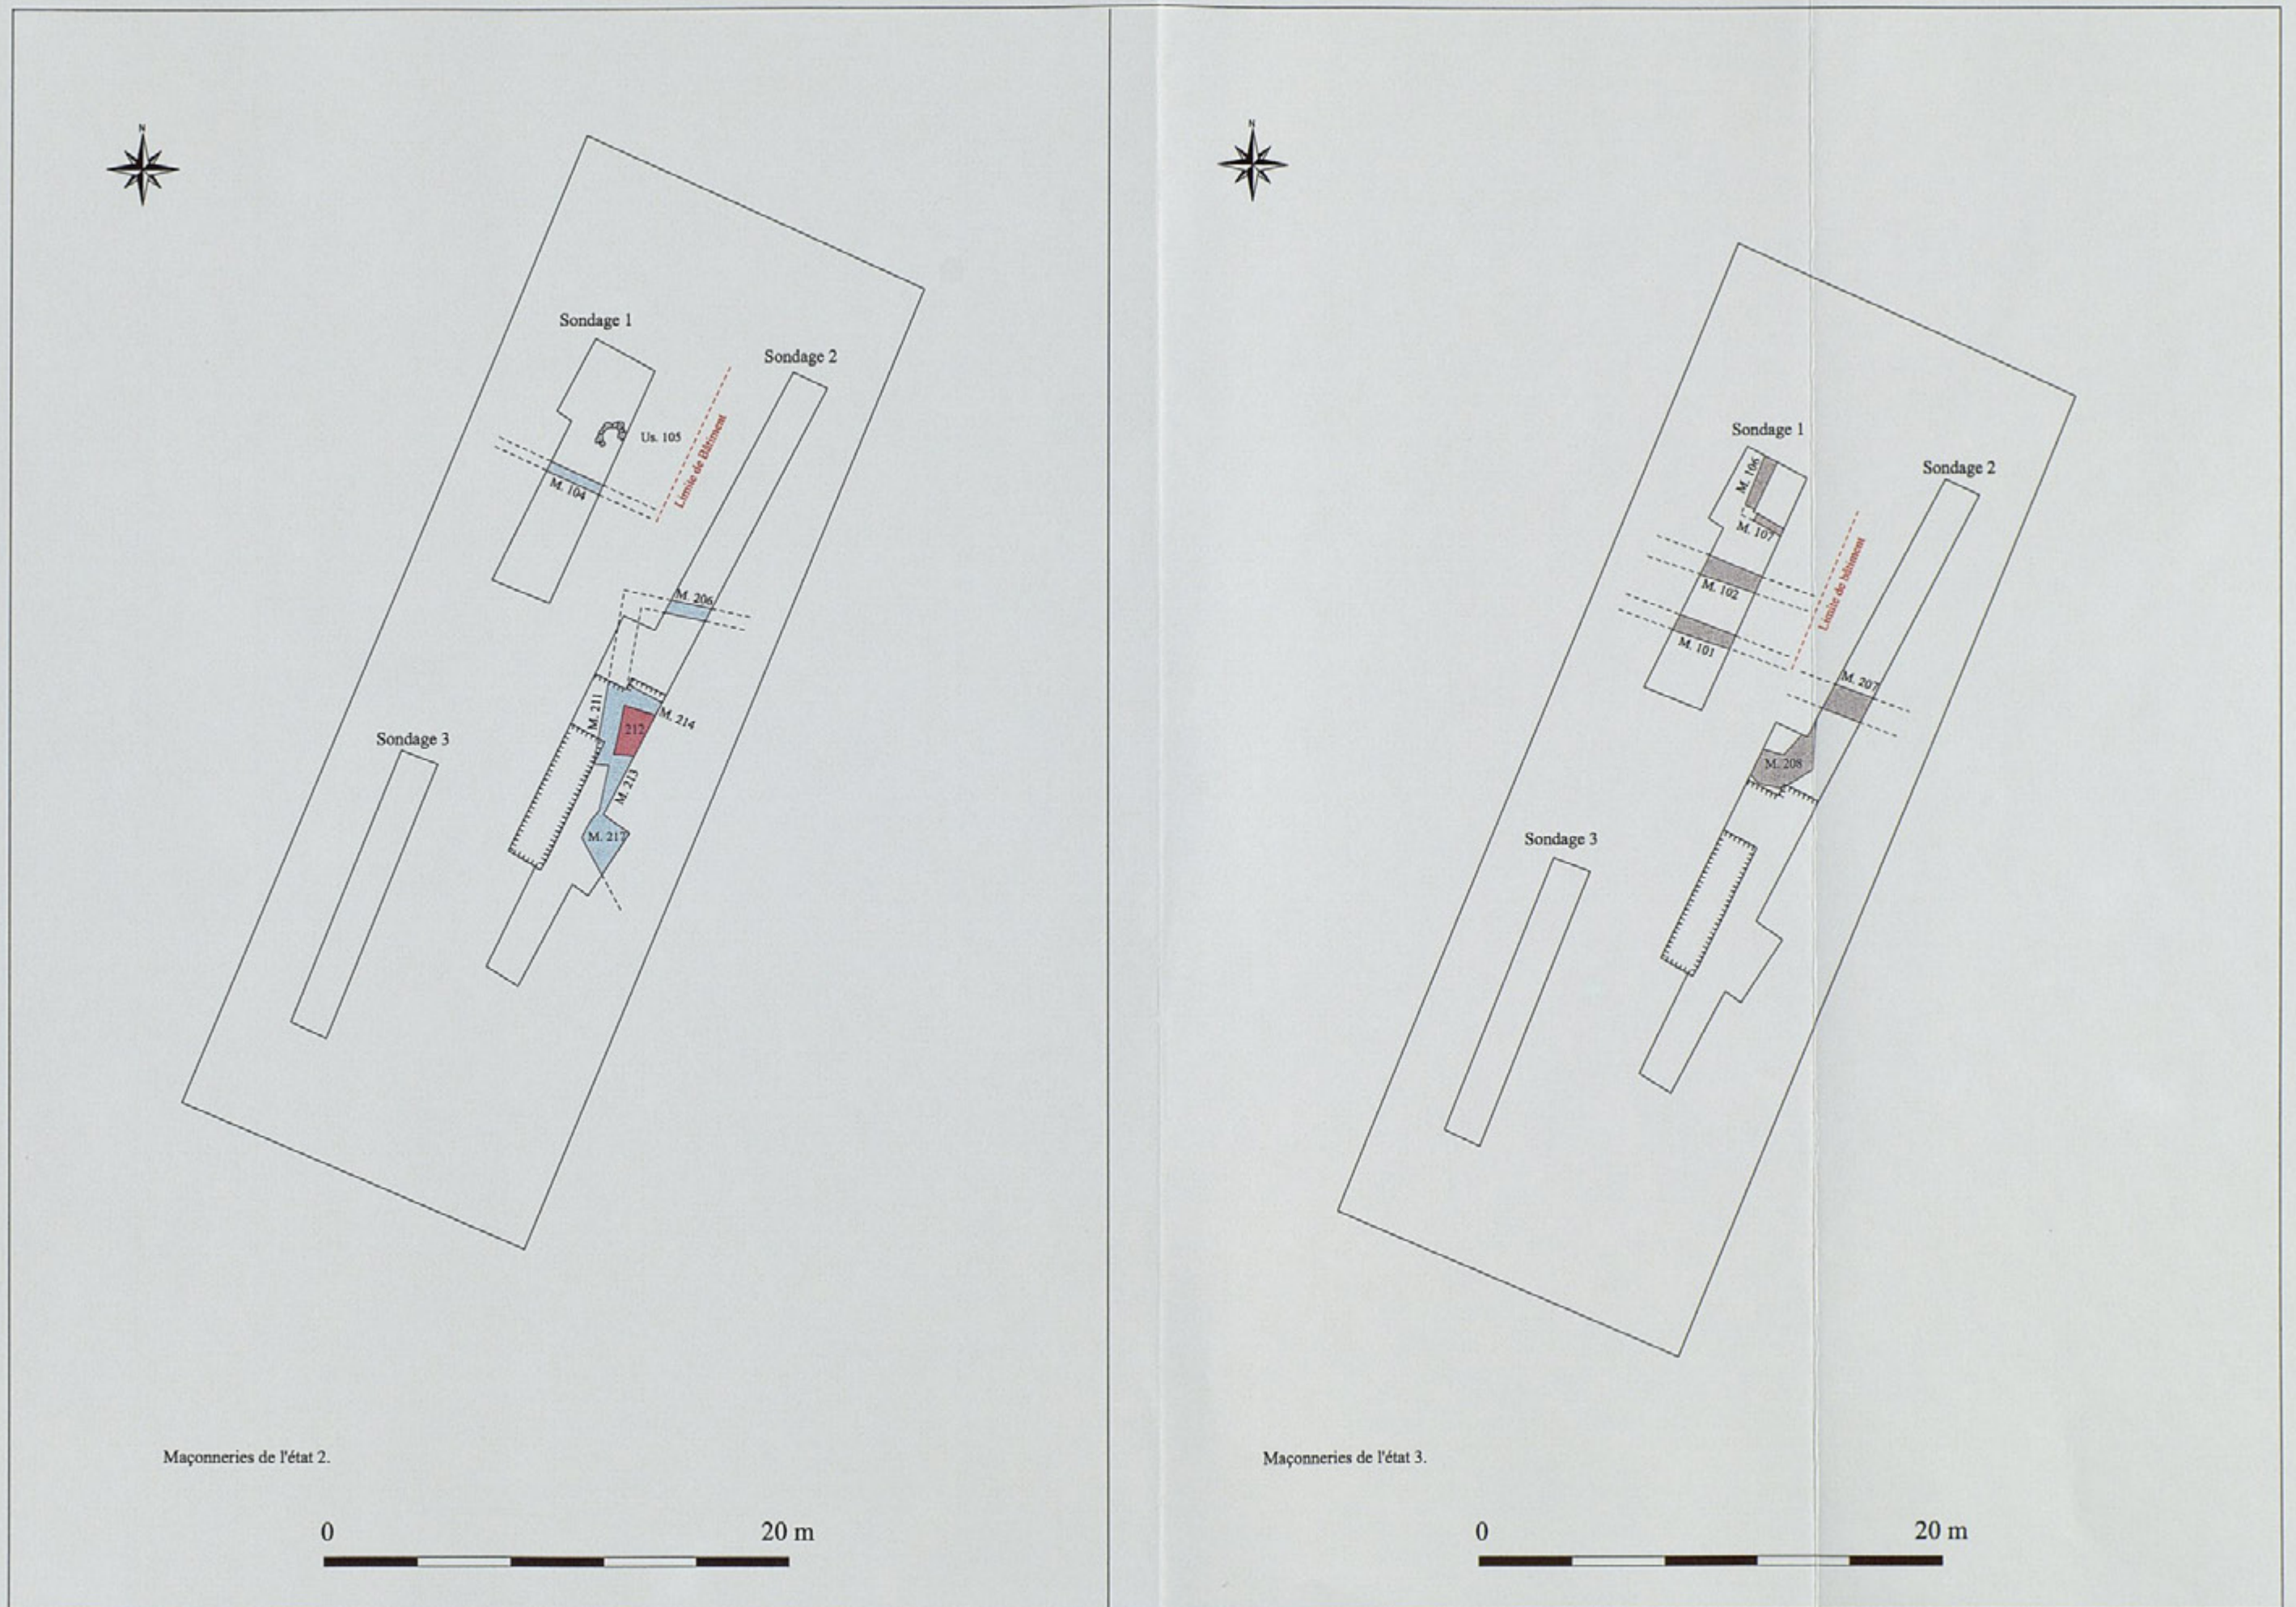 N
Sondage 1
Sondage 2
Us. 105
Limite de Bâtiment
M. 104
M. 206
M. 211
M. 214
212
M. 213
M. 217
Sondage 3
Maçonneries de l'état 2.
0 20 m
N
Sondage 1
Sondage 2
M. 106
M. 107
M. 102
Limite de bâtiment
M. 101
M. 207
M. 208
Sondage 3
Maçonneries de l'état 3.
0 20 m